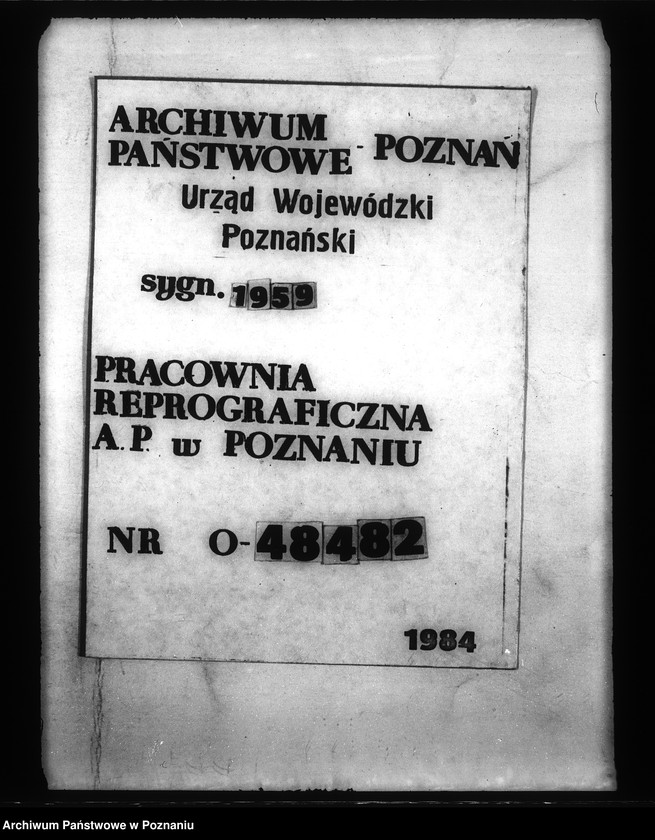 ARCHIWUM
PAŃSTWOWE - POZNAŃ
Urząd Wojewódzki
Poznański
sygn. 1959
PRACOWNIA
REPROGRAFICZNA
A.P. w POZNANIU
NR O-48482
1984
Archiwum Państwowe w Poznaniu